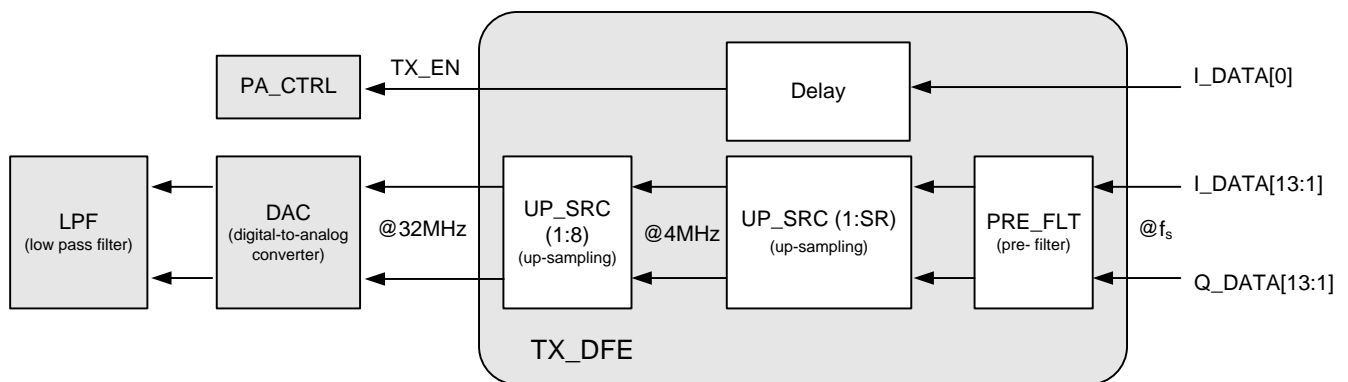 TX_EN
PA_CTRL
Delay
I_DATA[0]
LPF
(low pass filter)
DAC
(digital-to-analog
converter)
@32MHz
UP_SRC
(1:8)
(up-sampling)
@4MHz
UP_SRC (1:SR)
(up-sampling)
PRE_FLT
(pre- filter)
I_DATA[13:1]
@fs
Q_DATA[13:1]
TX_DFE